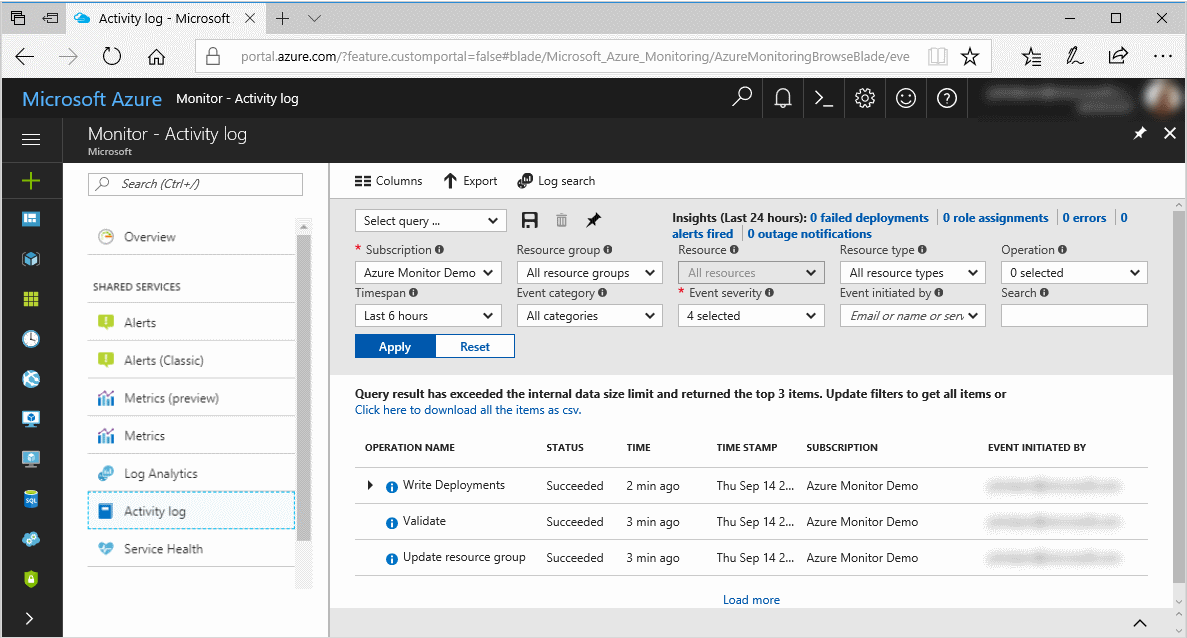 Activity log - Microsoft
portal.azure.com/?feature.customportal=false#blade/Microsoft_Azure_Monitoring/AzureMonitoringBrowseBlade/eve
Microsoft Azure Monitor - Activity log
Monitor - Activity log
Microsoft
Search (Ctrl+/)
Overview
SHARED SERVICES
Alerts
Alerts (Classic)
Metrics (preview)
Metrics
Log Analytics
Activity log
Service Health
SQL
Columns Export Log search
Select query ...
Insights (Last 24 hours): 0 failed deployments | 0 role assignments | 0 errors | 0
alerts fired | 0 outage notifications
* Subscription Resource group Resource Resource type Operation
Azure Monitor Demo All resource groups All resources All resource types 0 selected
Timespan Event category * Event severity Event initiated by Search
Last 6 hours All categories 4 selected Email or name or serv
Apply Reset
Query result has exceeded the internal data size limit and returned the top 3 items. Update filters to get all items or
Click here to download all the items as csv.
OPERATION NAME STATUS TIME TIME STAMP SUBSCRIPTION EVENT INITIATED BY
Write Deployments Succeeded 2 min ago Thu Sep 14 2... Azure Monitor Demo
Validate Succeeded 3 min ago Thu Sep 14 2... Azure Monitor Demo
Update resource group Succeeded 3 min ago Thu Sep 14 2... Azure Monitor Demo
Load more